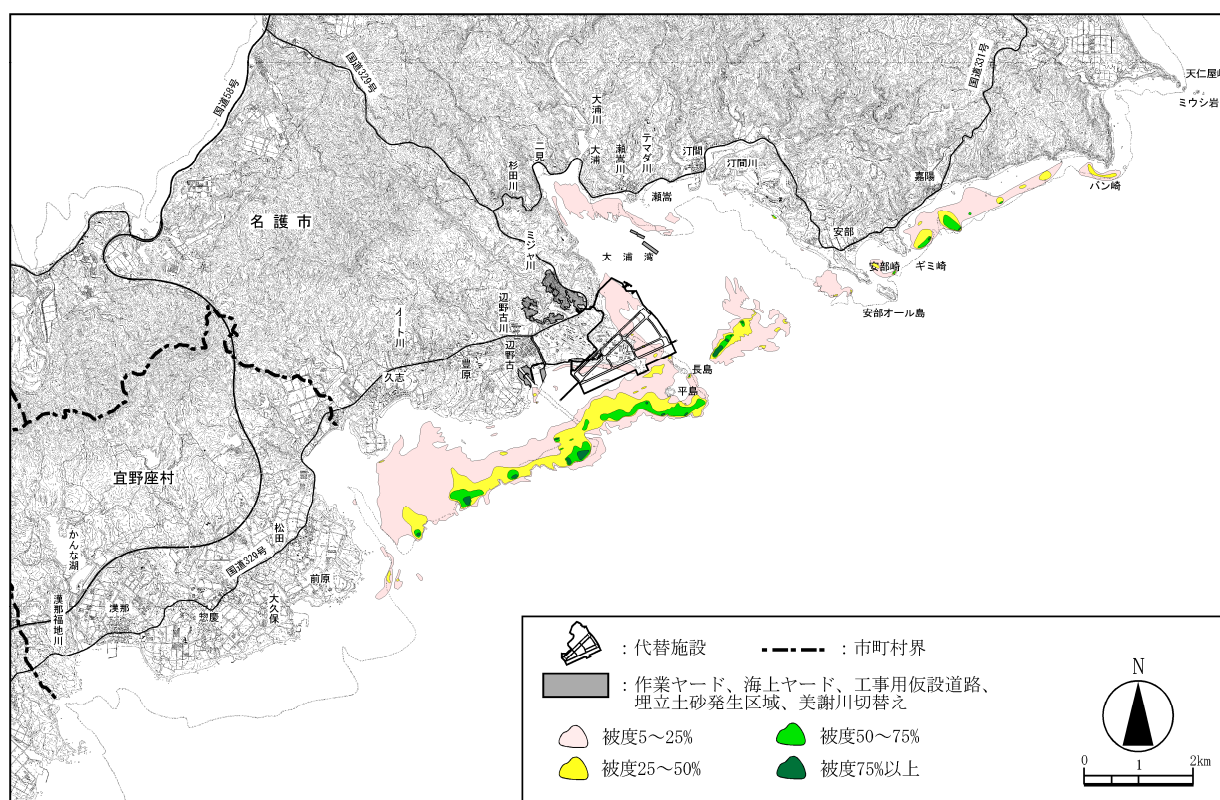 国道58号
国道329号
国道331号
天仁屋崎
ミウシ岩
バン崎
嘉陽
ギミ崎
安部崎
安部
安部オール島
汀間川
汀間
テマダ川
瀬嵩川
瀬嵩
大浦川
大浦
二見
杉田川
大浦湾
ミジャ川
名護市
辺野古川
辺野古
イート川
豊原
久志
長島
平島
宜野座村
松田
国道329号
かんな湖
前原
大久保
惣慶
漢那
漢那福地川
:代替施設
:市町村界
:作業ヤード、海上ヤード、工事用仮設道路、
埋立土砂発生区域、美謝川切替え
被度5～25%
被度50～75%
被度25～50%
被度75%以上
N
0 1 2km